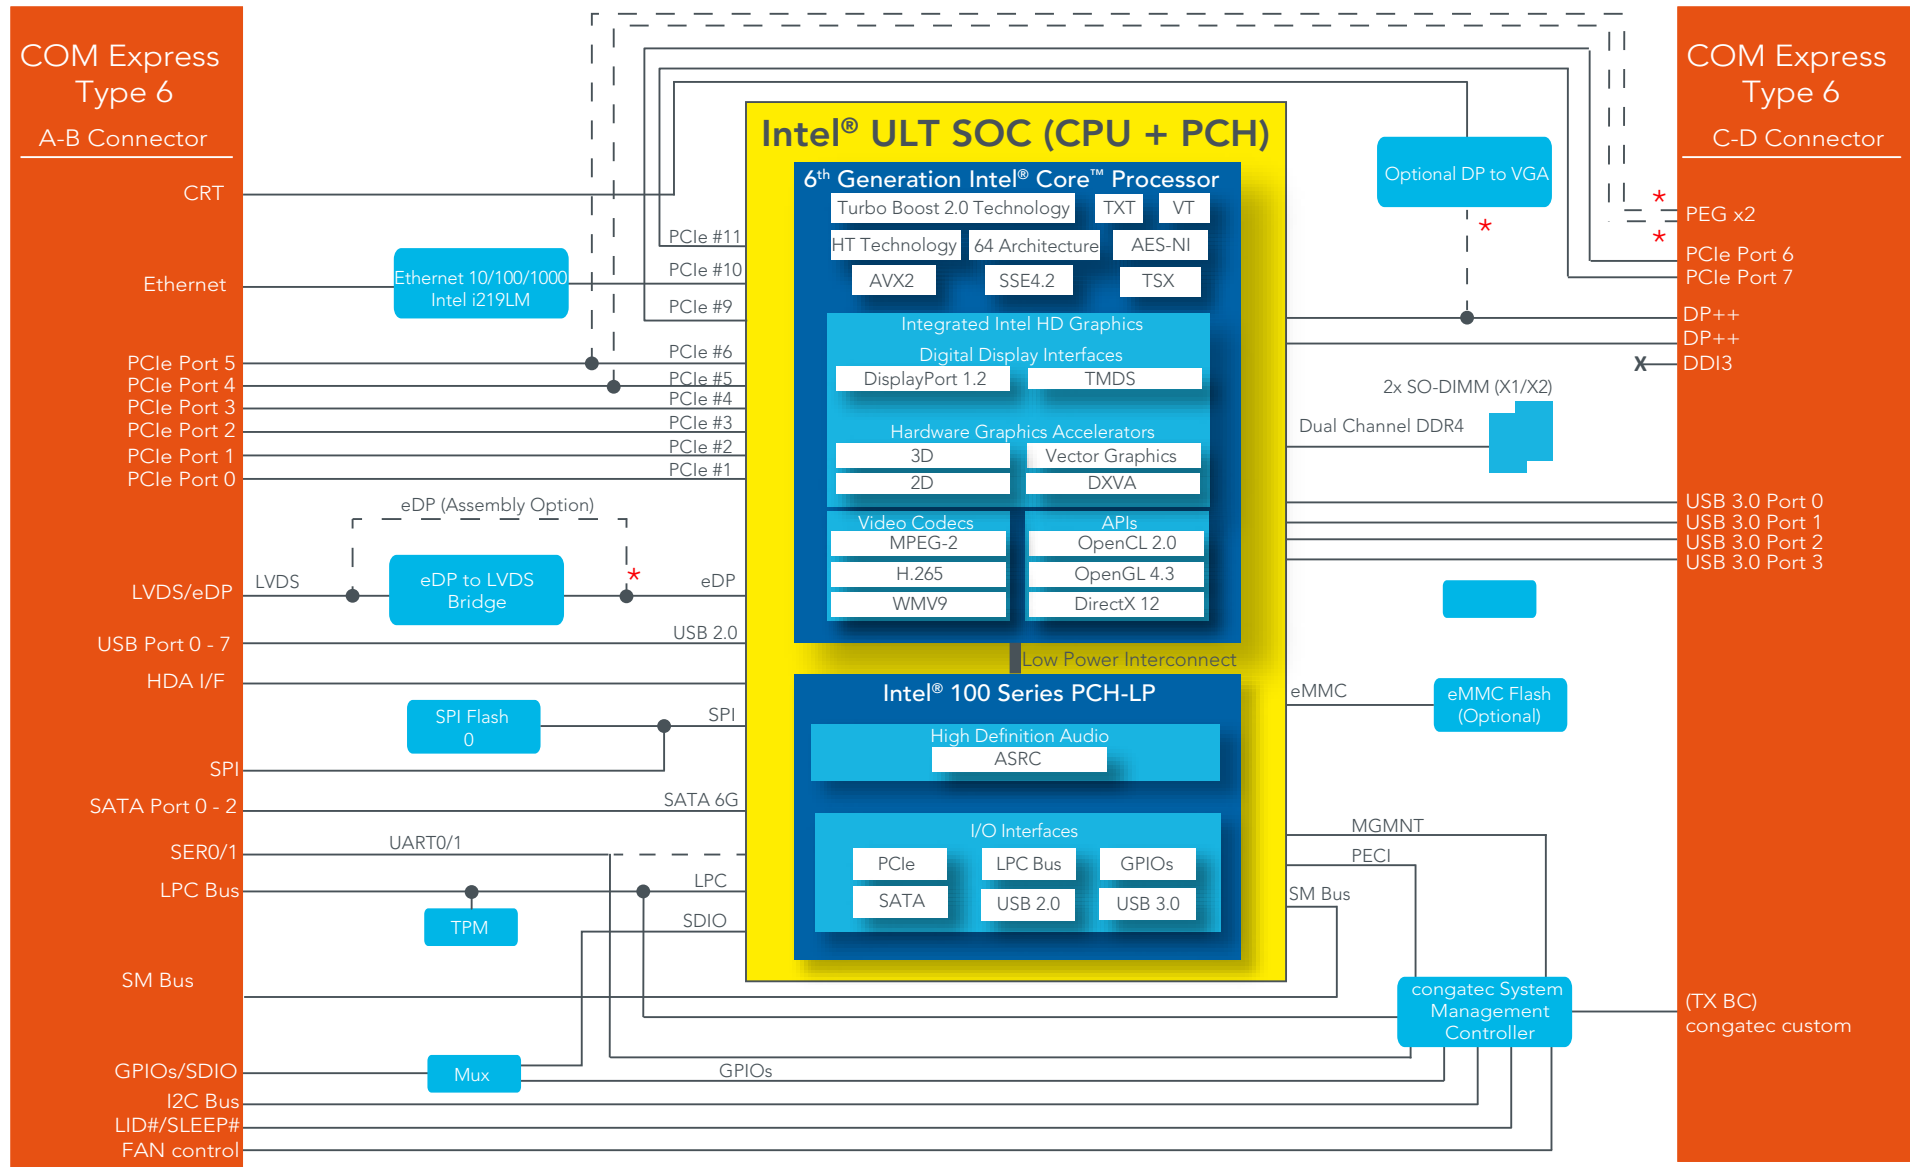 COM Express
Type 6
A-B Connector
CRT
Ethernet
PCIe Port 5
PCIe Port 4
PCIe Port 3
PCIe Port 2
PCIe Port 1
PCIe Port 0
LVDS/eDP
USB Port 0 - 7
HDA I/F
SPI
SATA Port 0 - 2
SER0/1
LPC Bus
SM Bus
GPIOs/SDIO
I2C Bus
LID#/SLEEP#
FAN control
Ethernet 10/100/1000
Intel i219LM
eDP (Assembly Option)
LVDS
eDP to LVDS
Bridge
*
SPI Flash
0
UART0/1
TPM
Mux
GPIOs
PCIe #11
PCIe #10
PCIe #9
PCIe #6
PCIe #5
PCIe #4
PCIe #3
PCIe #2
PCIe #1
eDP
USB 2.0
SPI
SATA 6G
LPC
SDIO
Intel® ULT SOC (CPU + PCH)
6th Generation Intel® Core™ Processor
Turbo Boost 2.0 Technology
TXT
VT
HT Technology
64 Architecture
AES-NI
AVX2
SSE4.2
TSX
Integrated Intel HD Graphics
Digital Display Interfaces
DisplayPort 1.2
TMDS
Hardware Graphics Accelerators
3D
Vector Graphics
2D
DXVA
Video Codecs
MPEG-2
H.265
WMV9
APIs
OpenCL 2.0
OpenGL 4.3
DirectX 12
Low Power Interconnect
Intel® 100 Series PCH-LP
High Definition Audio
ASRC
I/O Interfaces
PCIe
LPC Bus
GPIOs
SATA
USB 2.0
USB 3.0
Optional DP to VGA
*
2x SO-DIMM (X1/X2)
Dual Channel DDR4
eMMC
eMMC Flash
(Optional)
MGMNT
PECI
SM Bus
congatec System
Management
Controller
COM Express
Type 6
C-D Connector
*
PEG x2
*
PCIe Port 6
PCIe Port 7
DP++
DP++
X
DDI3
USB 3.0 Port 0
USB 3.0 Port 1
USB 3.0 Port 2
USB 3.0 Port 3
(TX BC)
congatec custom